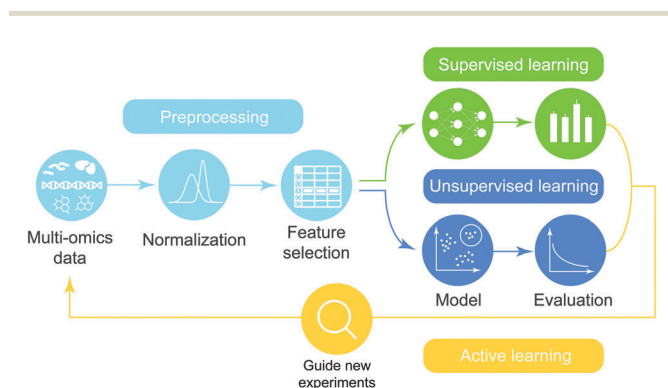 Supervised learning
Preprocessing
Unsupervised learning
Multi-omics
data
Normalization
Feature
selection
Model
Evaluation
Guide new
experiments
Active learning